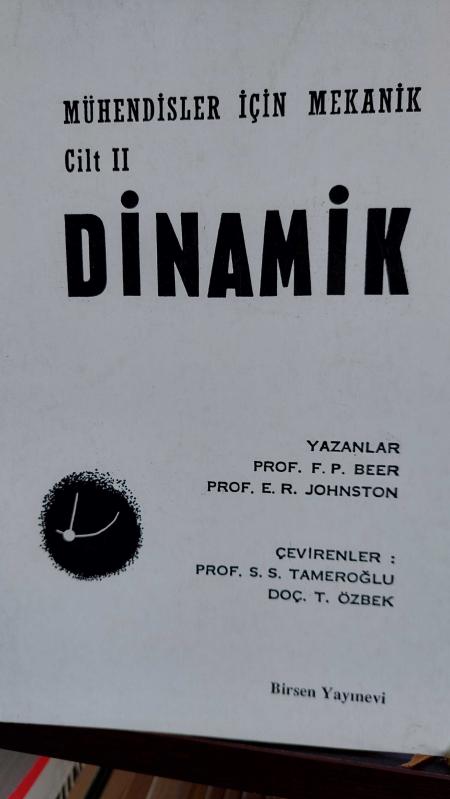 MÜHENDİSLER İÇİN MEKANİK
Cilt II
DİNAMİK
YAZANLAR
PROF. F. P. BEER
PROF. E. R. JOHNSTON
ÇEVİRENLER :
PROF. S. S. TAMEROĞLU
DOÇ. T. ÖZBEK
Birsen Yayınevi